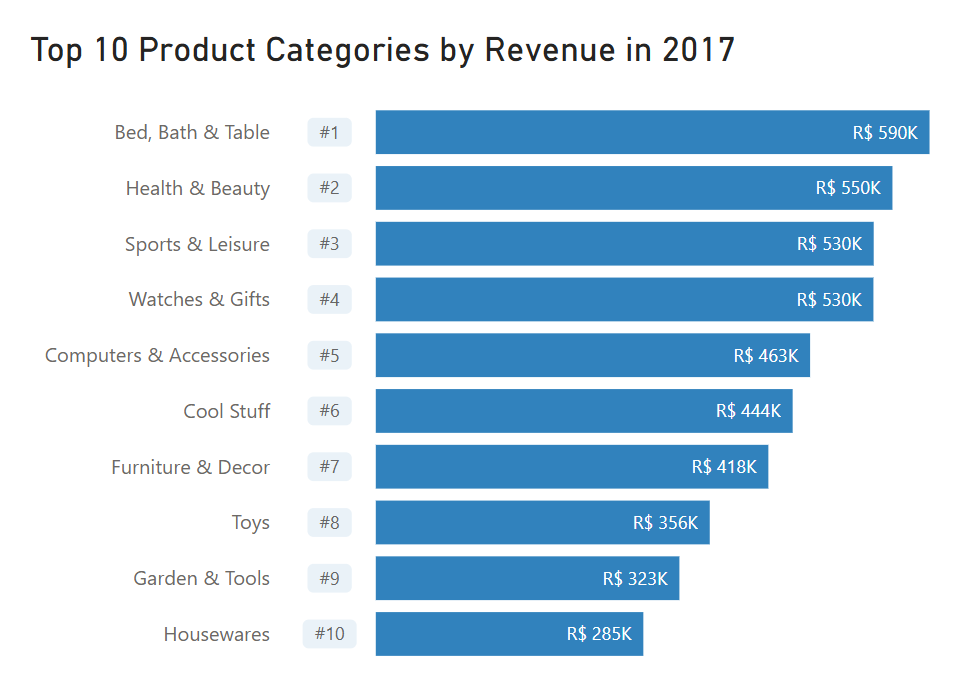 Top 10 Product Categories by Revenue in 2017
Bed, Bath & Table #1 R$ 590K
Health & Beauty #2 R$ 550K
Sports & Leisure #3 R$ 530K
Watches & Gifts #4 R$ 530K
Computers & Accessories #5 R$ 463K
Cool Stuff #6 R$ 444K
Furniture & Decor #7 R$ 418K
Toys #8 R$ 356K
Garden & Tools #9 R$ 323K
Housewares #10 R$ 285K